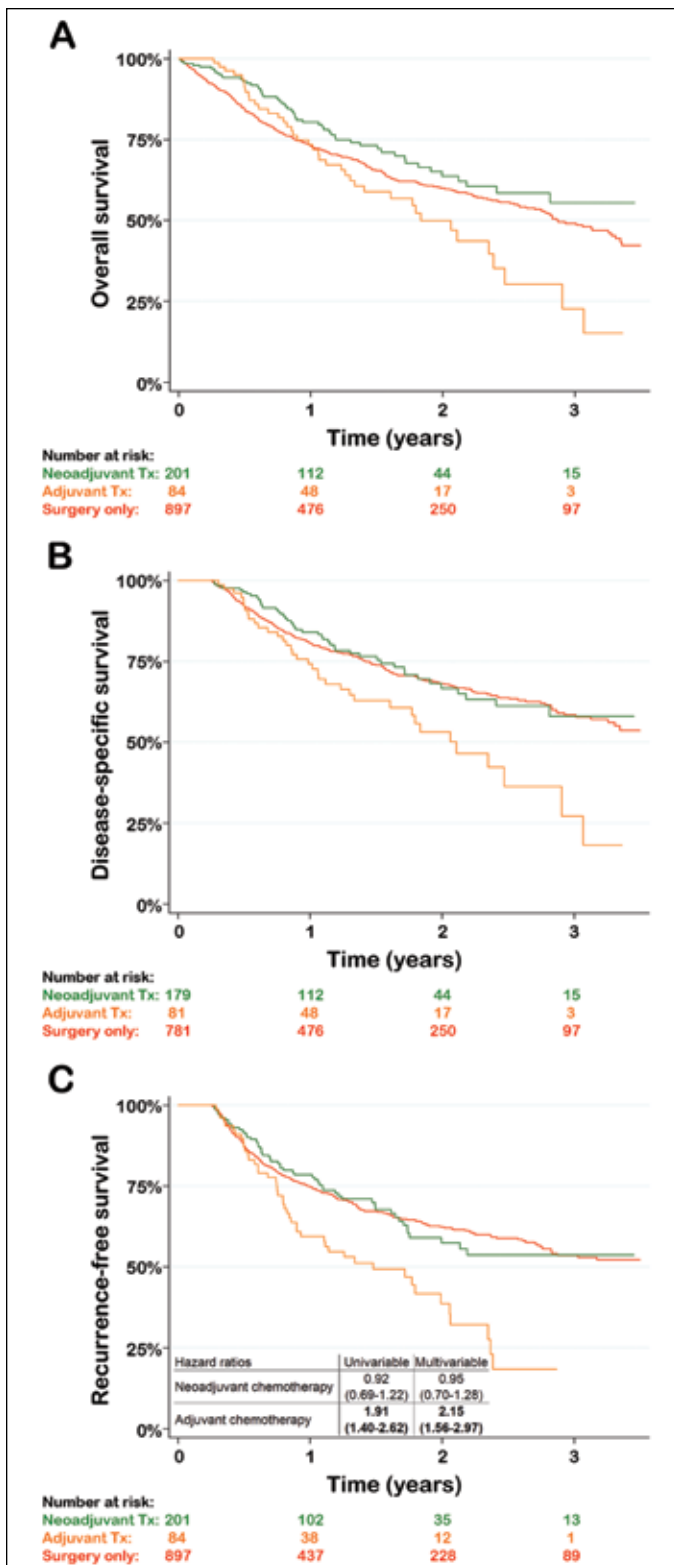 A
100%
75%
50%
25%
0%
Overall survival
0 1 2 3
Time (years)
Number at risk:
Neoadjuvant Tx: 201 112 44 15
Adjuvant Tx: 84 48 17 3
Surgery only: 897 476 250 97
B
100%
75%
50%
25%
0%
Disease-specific survival
0 1 2 3
Time (years)
Number at risk:
Neoadjuvant Tx: 179 112 44 15
Adjuvant Tx: 81 48 17 3
Surgery only: 781 476 250 97
C
100%
75%
50%
25%
0%
Recurrence-free survival
Hazard ratios Univariable Multivariable
Neoadjuvant chemotherapy 0.92 (0.69-1.22) 0.95 (0.70-1.28)
Adjuvant chemotherapy 1.91 (1.40-2.62) 2.15 (1.56-2.97)
0 1 2 3
Time (years)
Number at risk:
Neoadjuvant Tx: 201 102 35 13
Adjuvant Tx: 84 38 12 1
Surgery only: 897 437 228 89